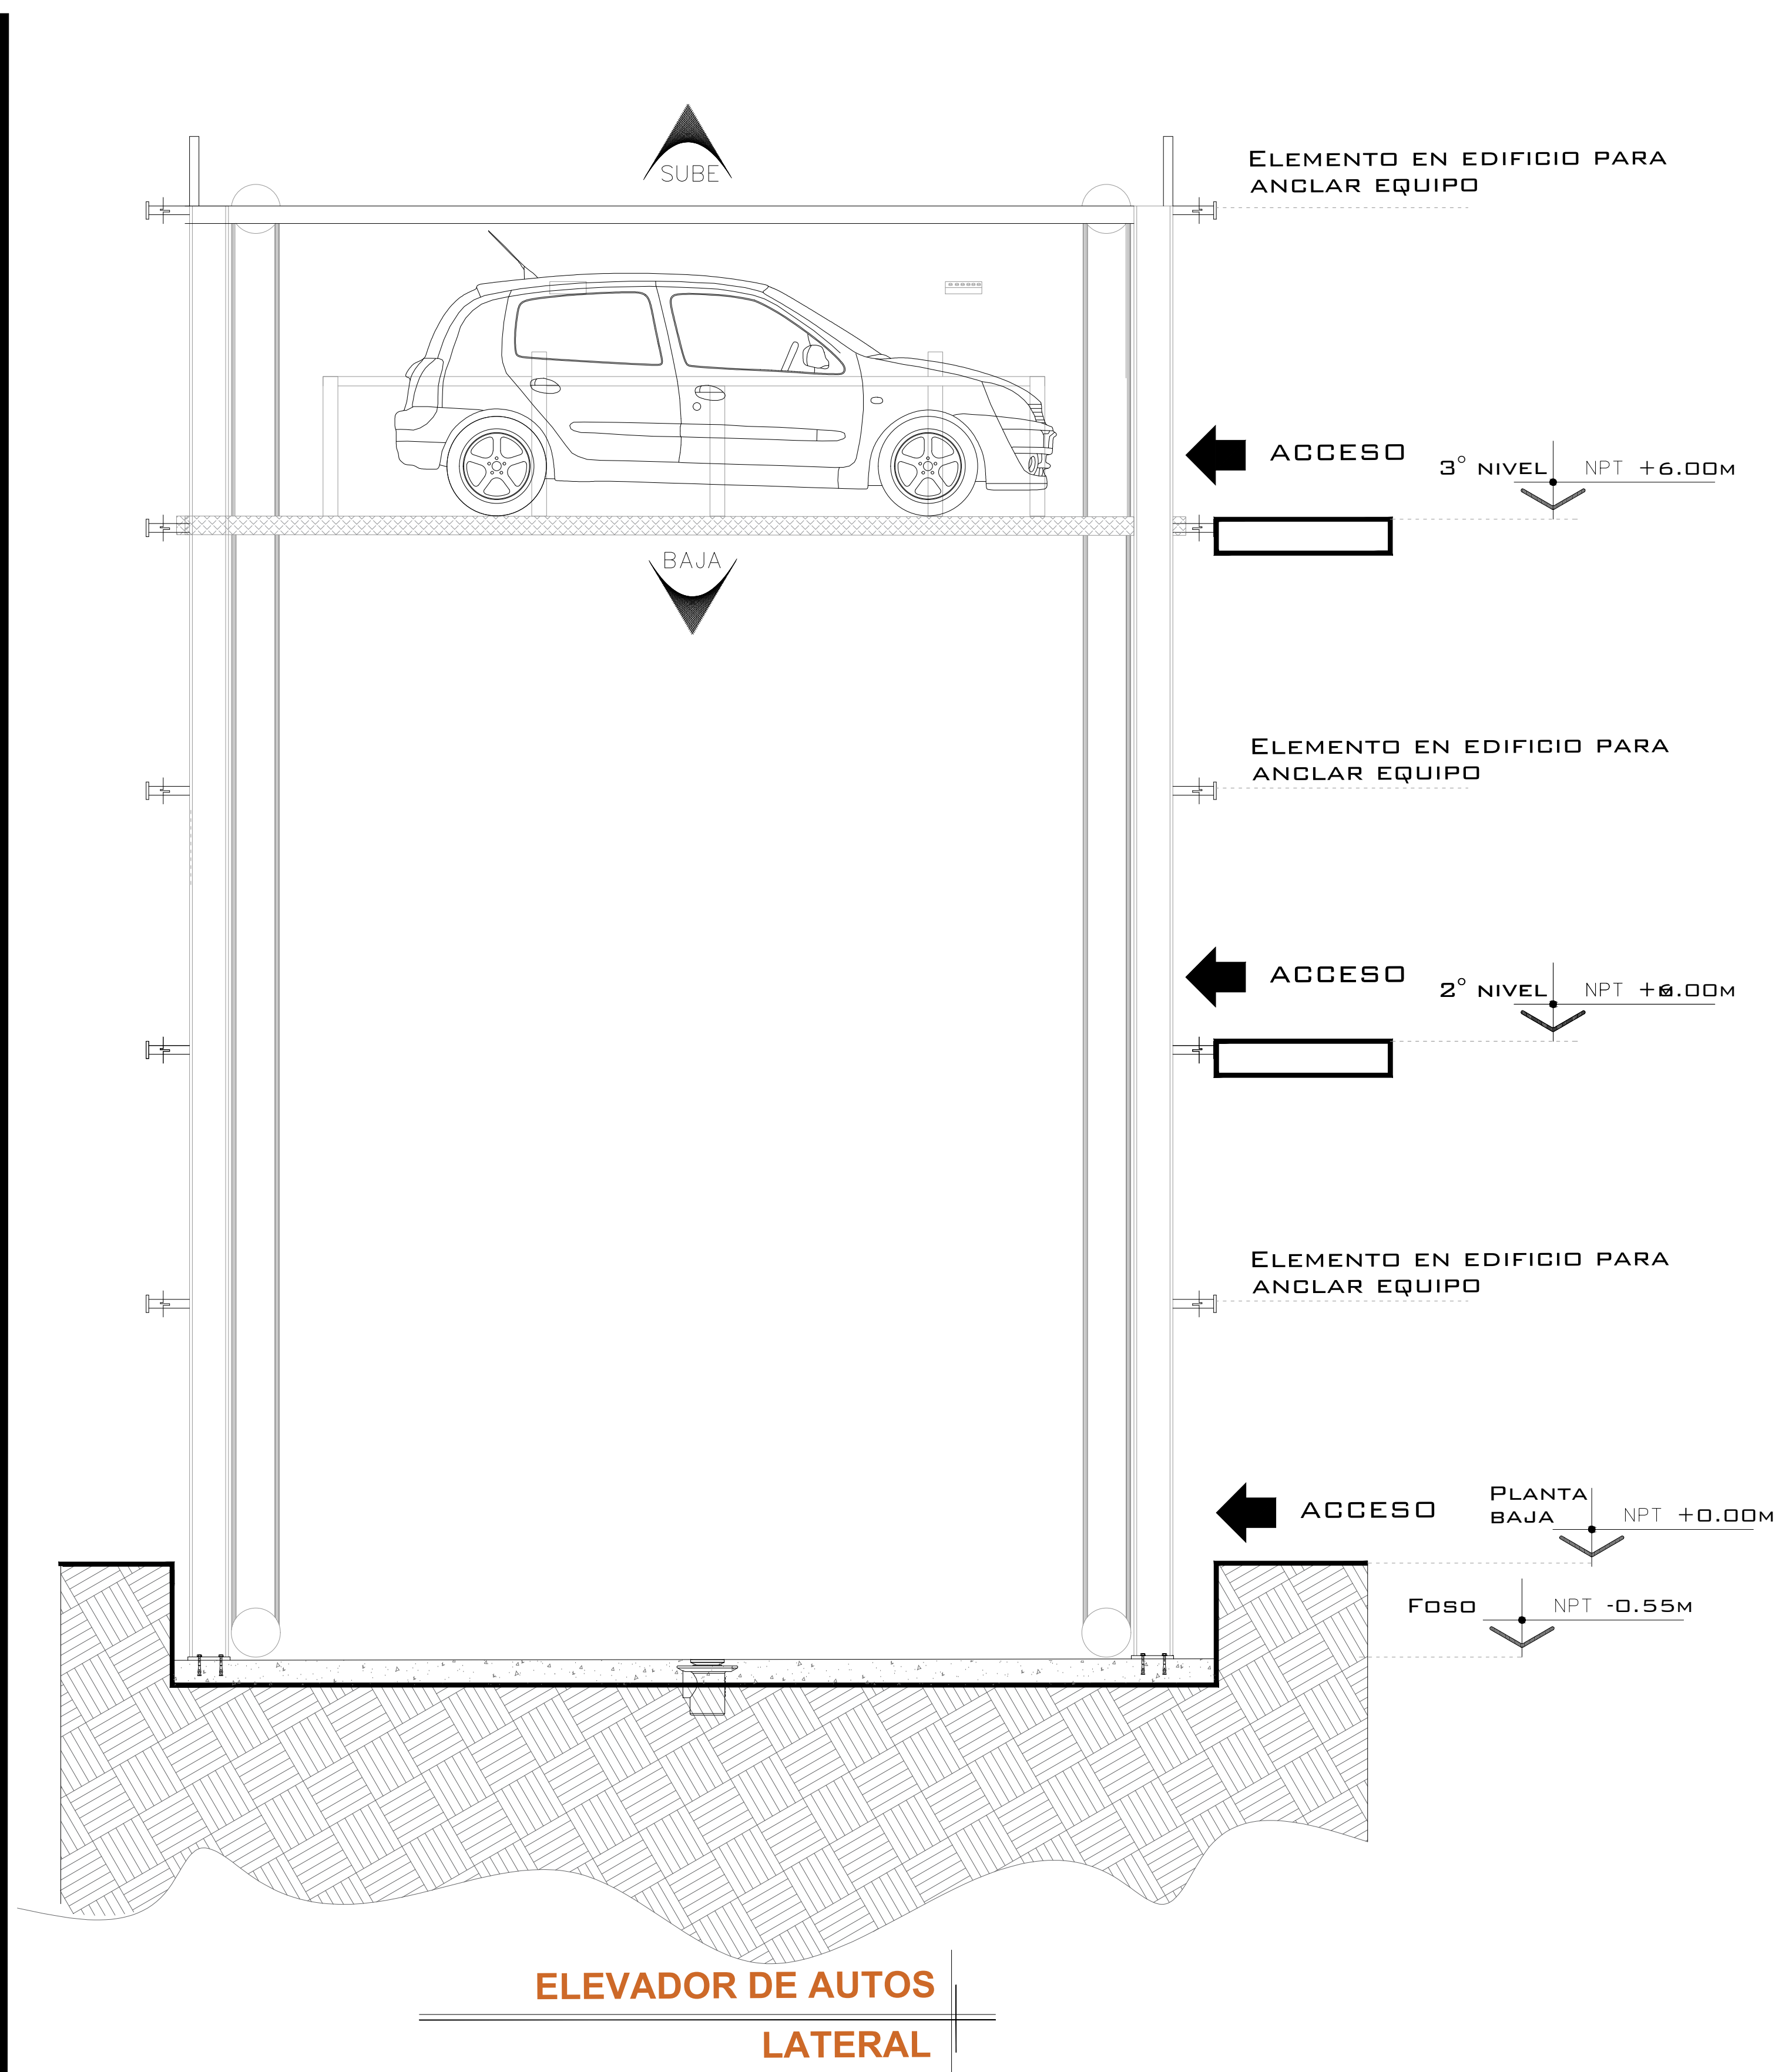 SUBE
ELEMENTO EN EDIFICIO PARA
ANCLAR EQUIPO
ACCESO
3° NIVEL NPT +6.00M
BAJA
ELEMENTO EN EDIFICIO PARA
ANCLAR EQUIPO
ACCESO
2° NIVEL NPT
ELEMENTO EN EDIFICIO PARA
ANCLAR EQUIPO
ACCESO
PLANTA
BAJA
NPT +0.00M
FOSO NPT -0.55M
ELEVADOR DE AUTOS
LATERAL